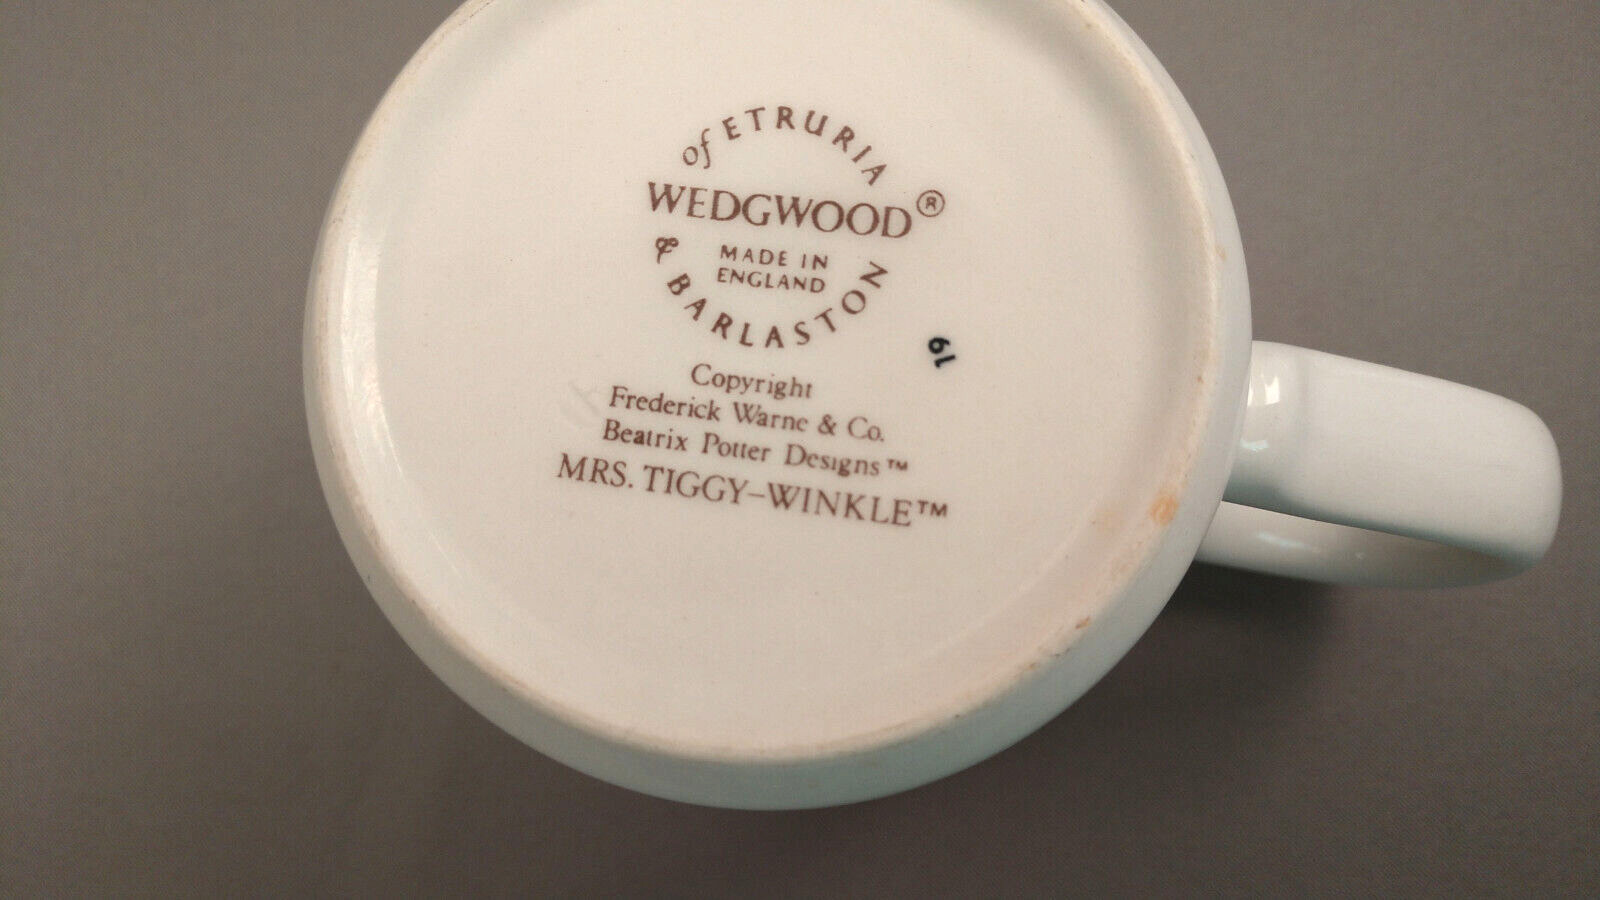 of ETRURIA
WEDGWOOD®
MADE IN
ENGLAND
& BARLASTON
19
Copyright
Frederick Warne & Co.
Beatrix Potter Designs™
MRS. TIGGY–WINKLE™